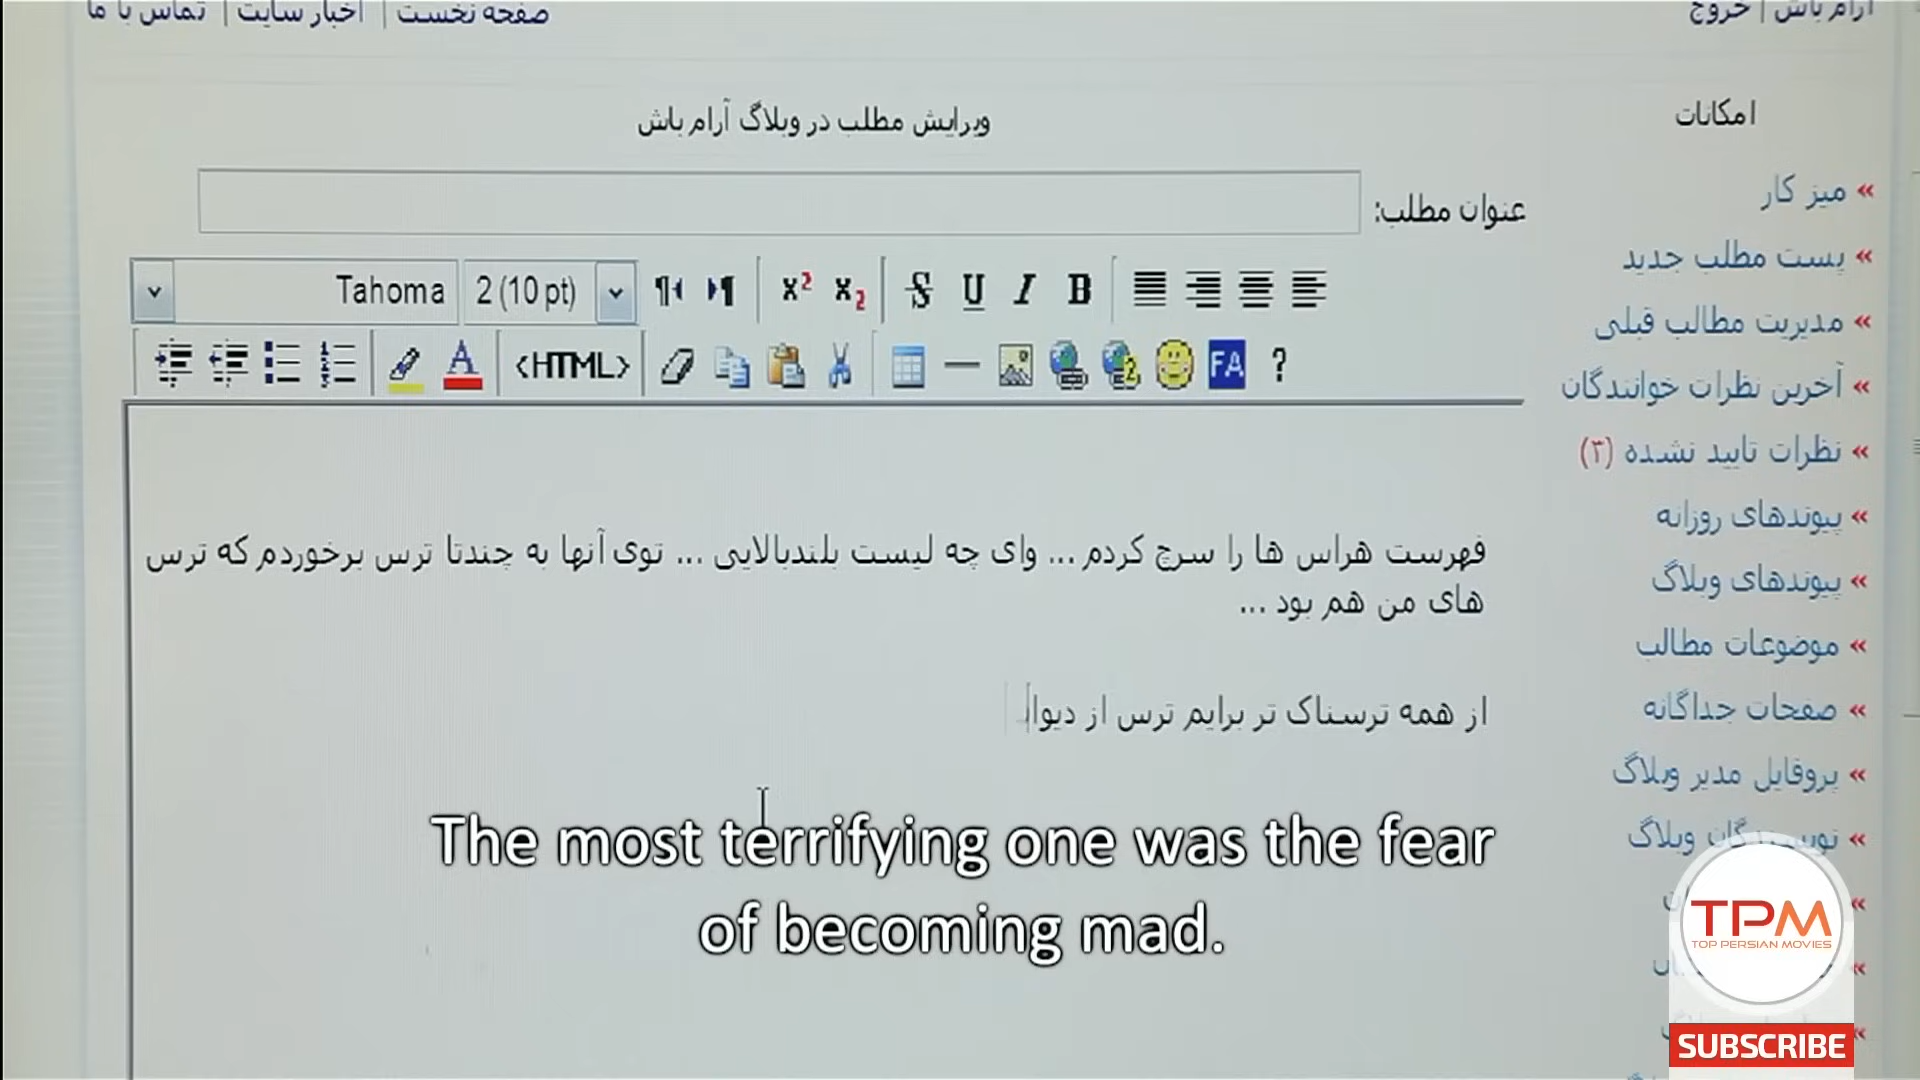 آرام باش | خروج
صفحه نخست | اخبار سایت | تماس با ما
ویرایش مطلب در وبلاگ آرام باش
عنوان مطلب:
Tahoma
2 (10 pt)
x² x₂ S U I B
A
<HTML>
FA ?
فهرست هراس ها را سرچ کردم ... وای چه لیست بلندبالایی ... توی آنها به چندتا ترس برخوردم که ترس
های من هم بود ...
از همه ترسناک تر برایم ترس از دیوا
امکانات
» میز کار
» پست مطلب جدید
» مدیریت مطالب قبلی
» آخرین نظرات خوانندگان
» نظرات تایید نشده (۳)
» پیوندهای روزانه
» پیوندهای وبلاگ
» موضوعات مطالب
» صفحات جداگانه
» پروفایل مدیر وبلاگ
» نویسندگان وبلاگ
The most terrifying one was the fear
of becoming mad.
TPM
TOP PERSIAN MOVIES
SUBSCRIBE